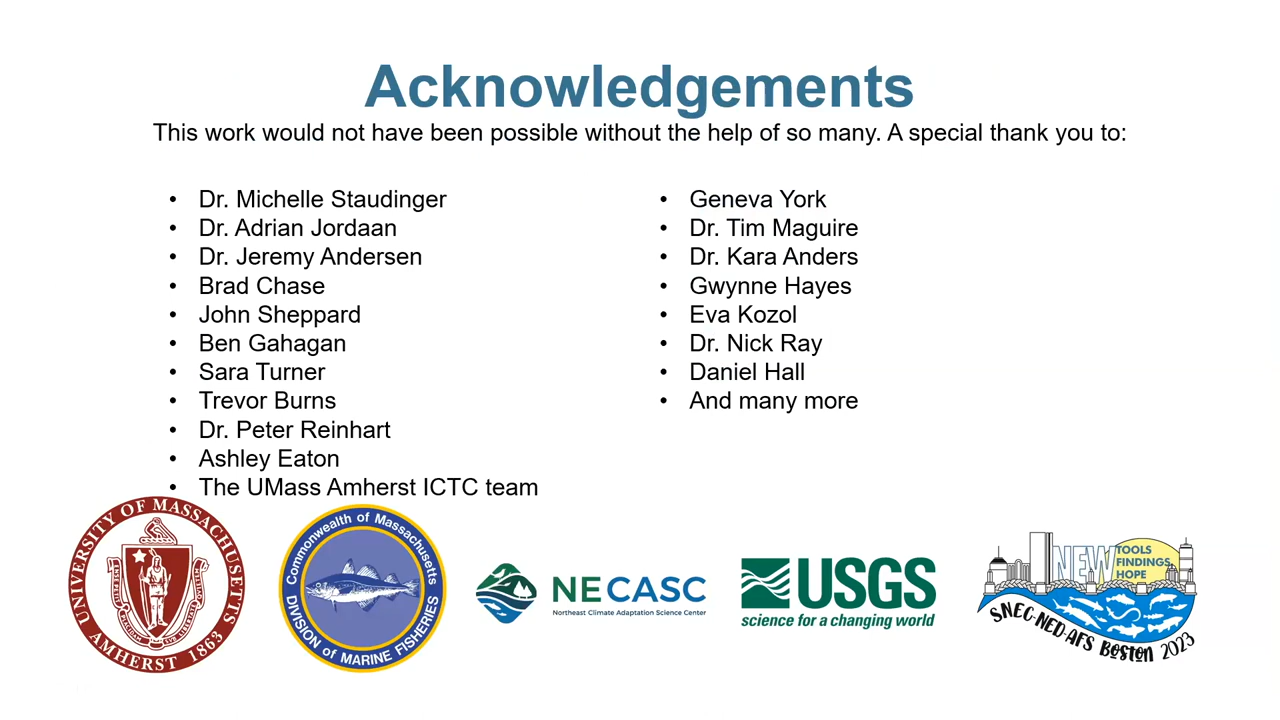 Acknowledgements
This work would not have been possible without the help of so many. A special thank you to:
• Dr. Michelle Staudinger
• Dr. Adrian Jordaan
• Dr. Jeremy Andersen
• Brad Chase
• John Sheppard
• Ben Gahagan
• Sara Turner
• Trevor Burns
• Dr. Peter Reinhart
• Ashley Eaton
• The UMass Amherst ICTC team
• Geneva York
• Dr. Tim Maguire
• Dr. Kara Anders
• Gwynne Hayes
• Eva Kozol
• Dr. Nick Ray
• Daniel Hall
• And many more
UNIVERSITY OF MASSACHUSETTS
AMHERST 1863
Commonwealth of Massachusetts
DIVISION of MARINE FISHERIES
NECASC
Northeast Climate Adaptation Science Center
USGS
science for a changing world
NEW TOOLS
FINDINGS
HOPE
SNEC-NED-AFS BOSTON 2023